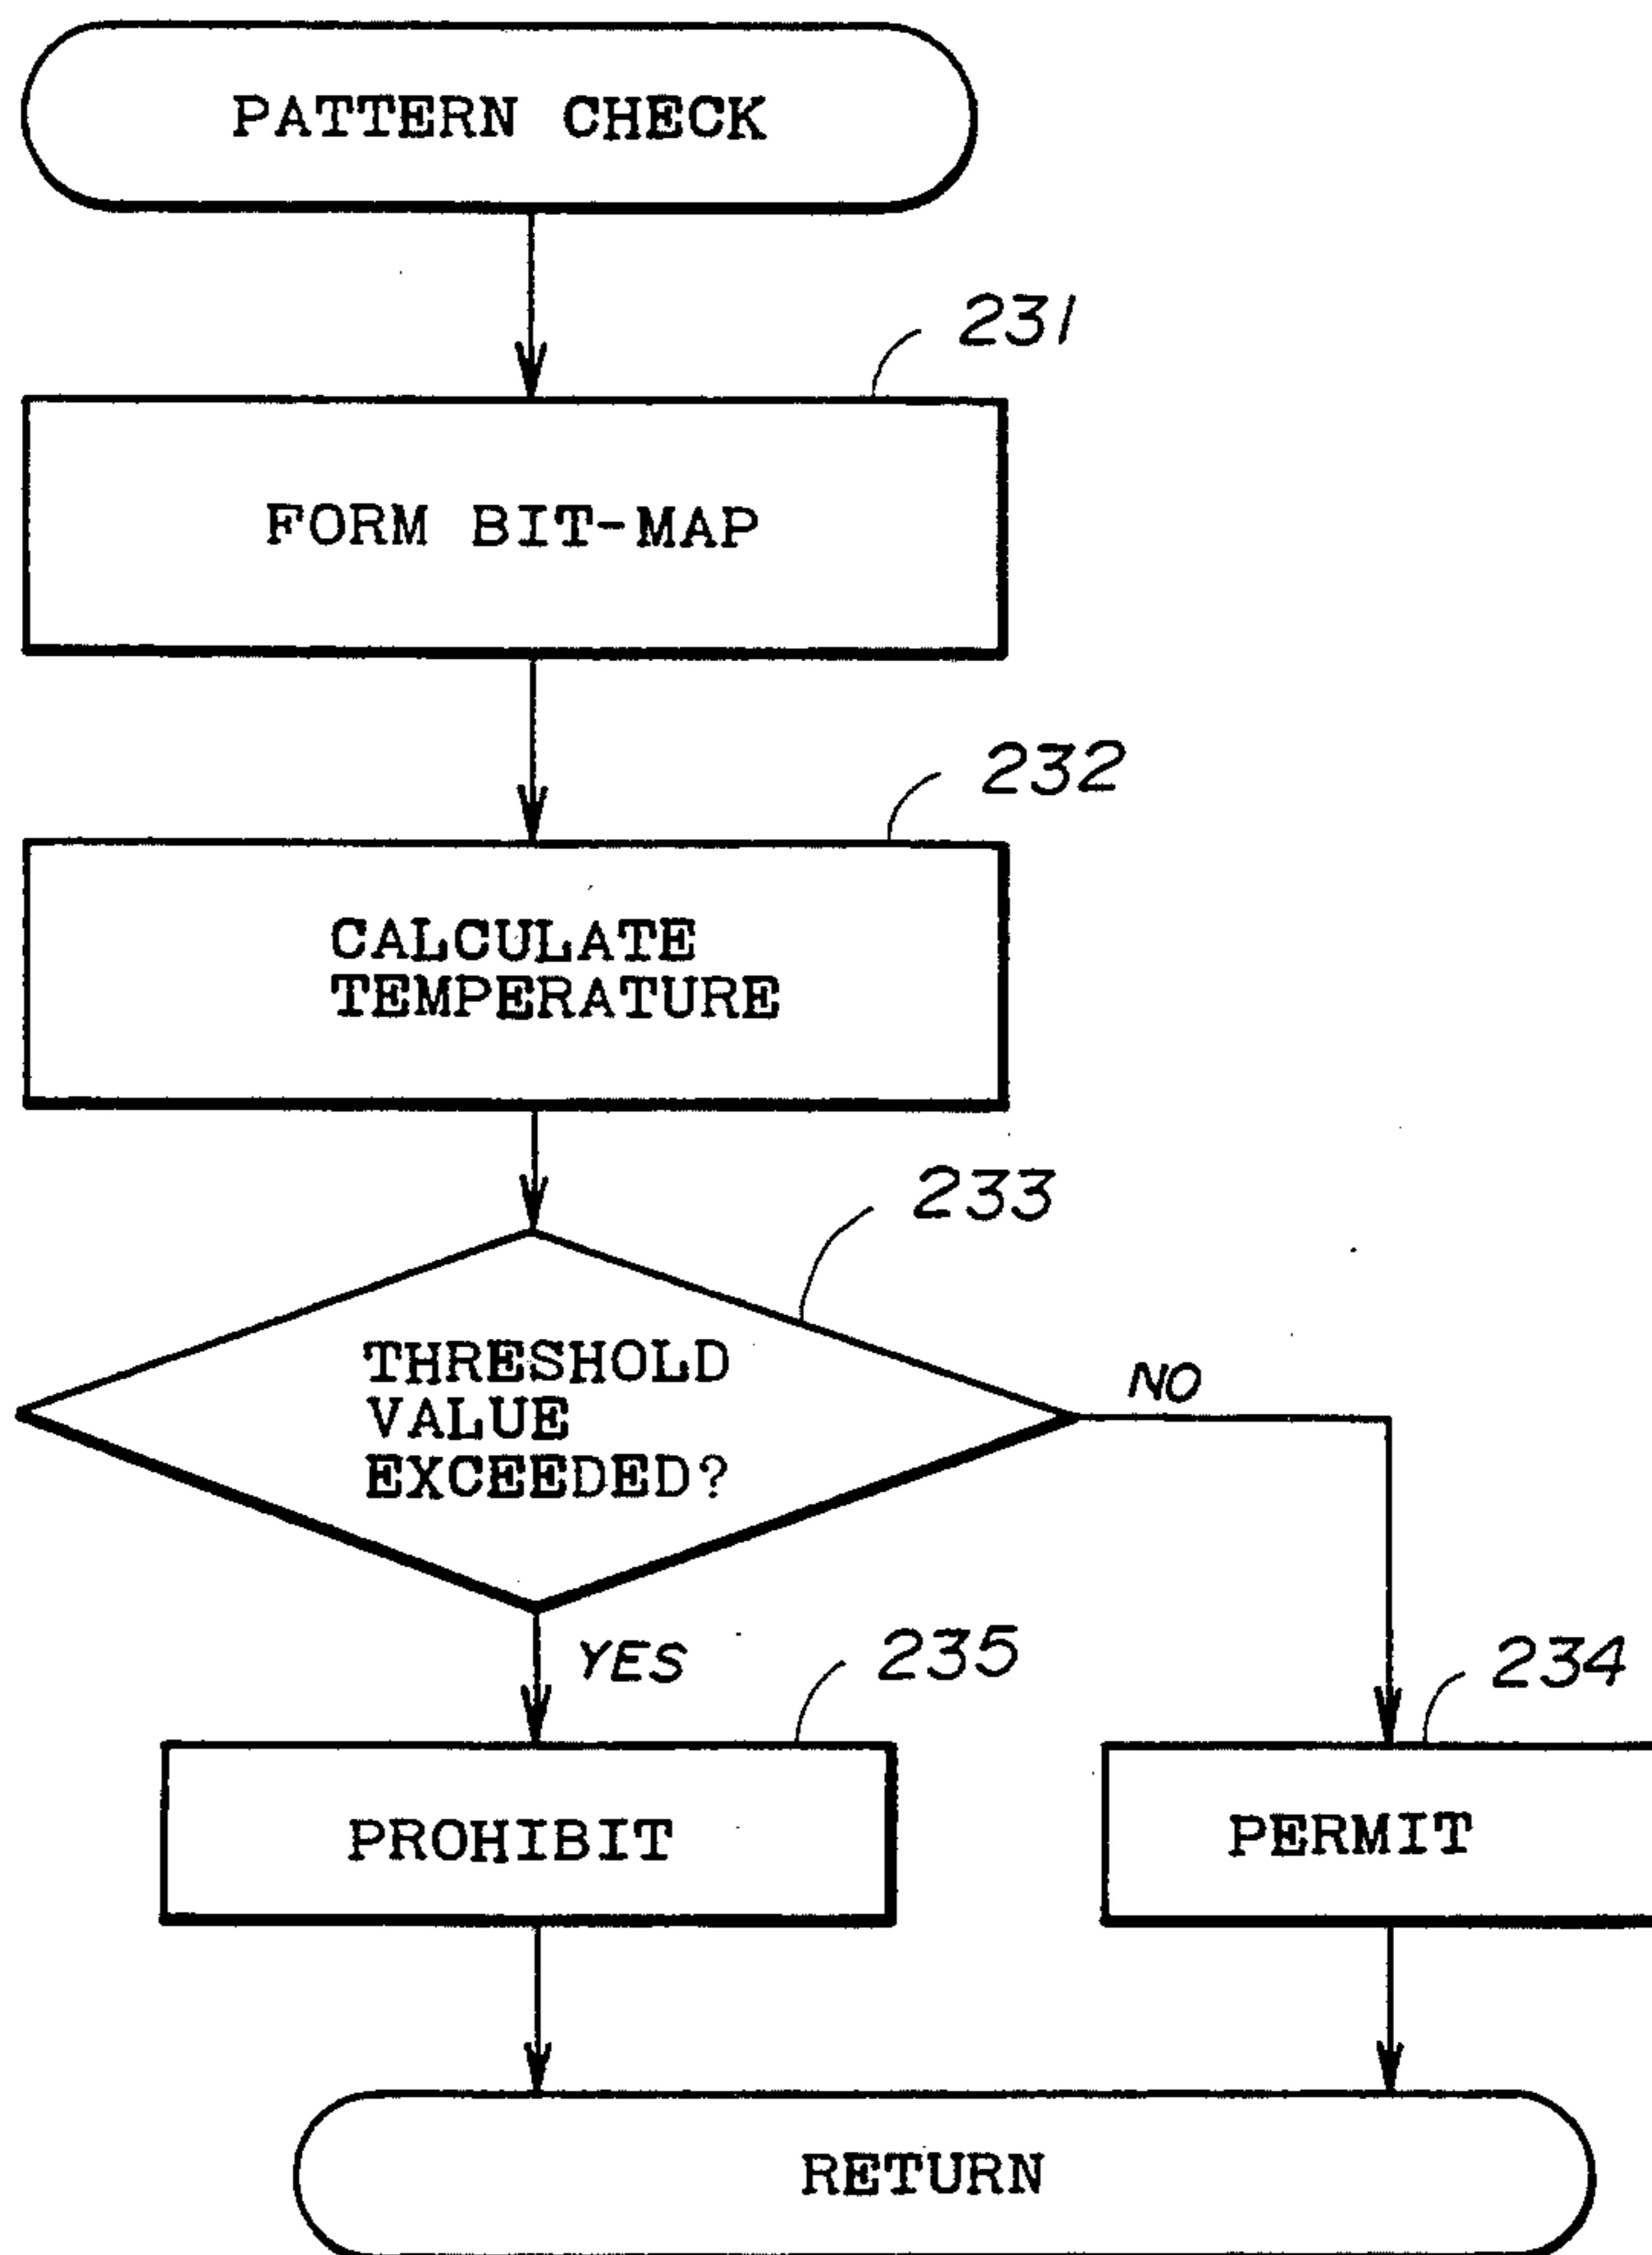 PATTERN CHECK
231
FORM BIT-MAP
232
CALCULATE
TEMPERATURE
233
THRESHOLD
VALUE
EXCEEDED?
NO
YES
235
234
PROHIBIT
PERMIT
RETURN